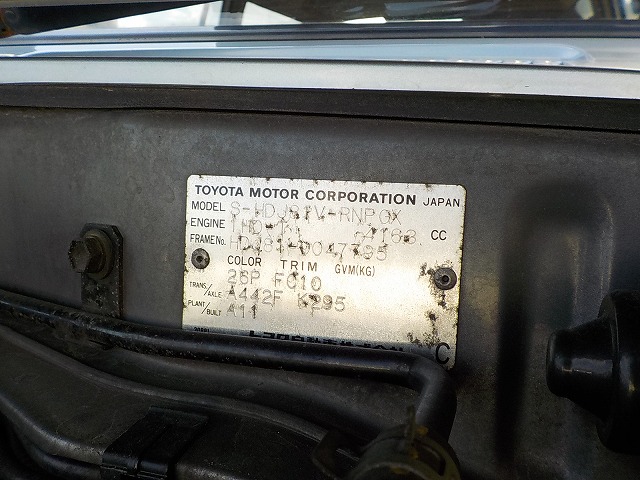 TOYOTA MOTOR CORPORATION JAPAN
MODEL S-HDJ81V-RNPGX
ENGINE 1HD- 4163 CC
FRAME No. HDJ81-0047795
COLOR TRIM GVM(KG)
26P FC10
TRANS/AXLE A442F K295
PLANT/BUILT A11
C